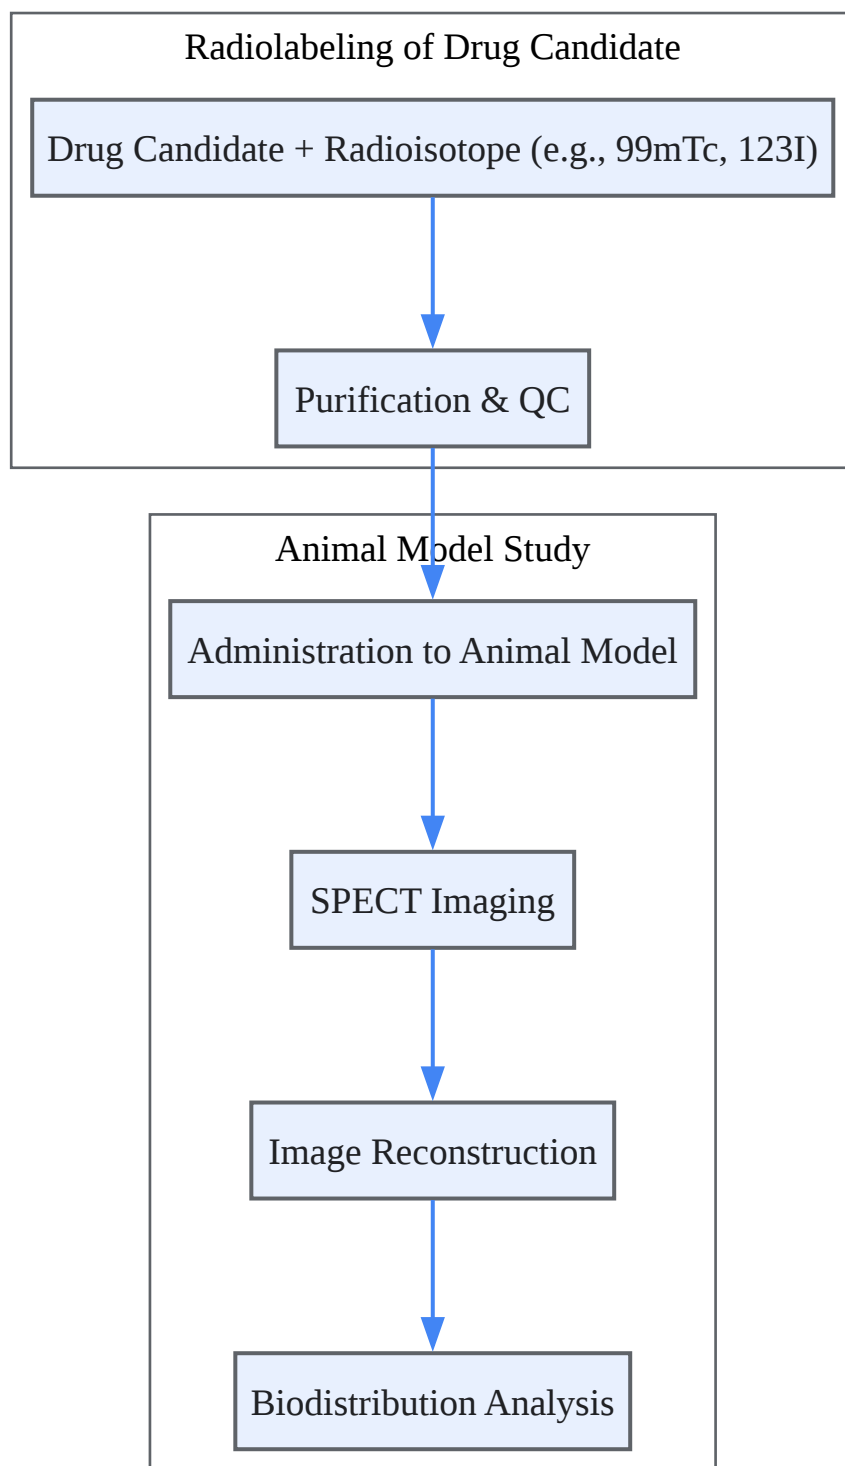 Radiolabeling of Drug Candidate
Drug Candidate + Radioisotope (e.g., 99mTc, 123I)
Purification & QC
Animal Model Study
Administration to Animal Model
SPECT Imaging
Image Reconstruction
Biodistribution Analysis